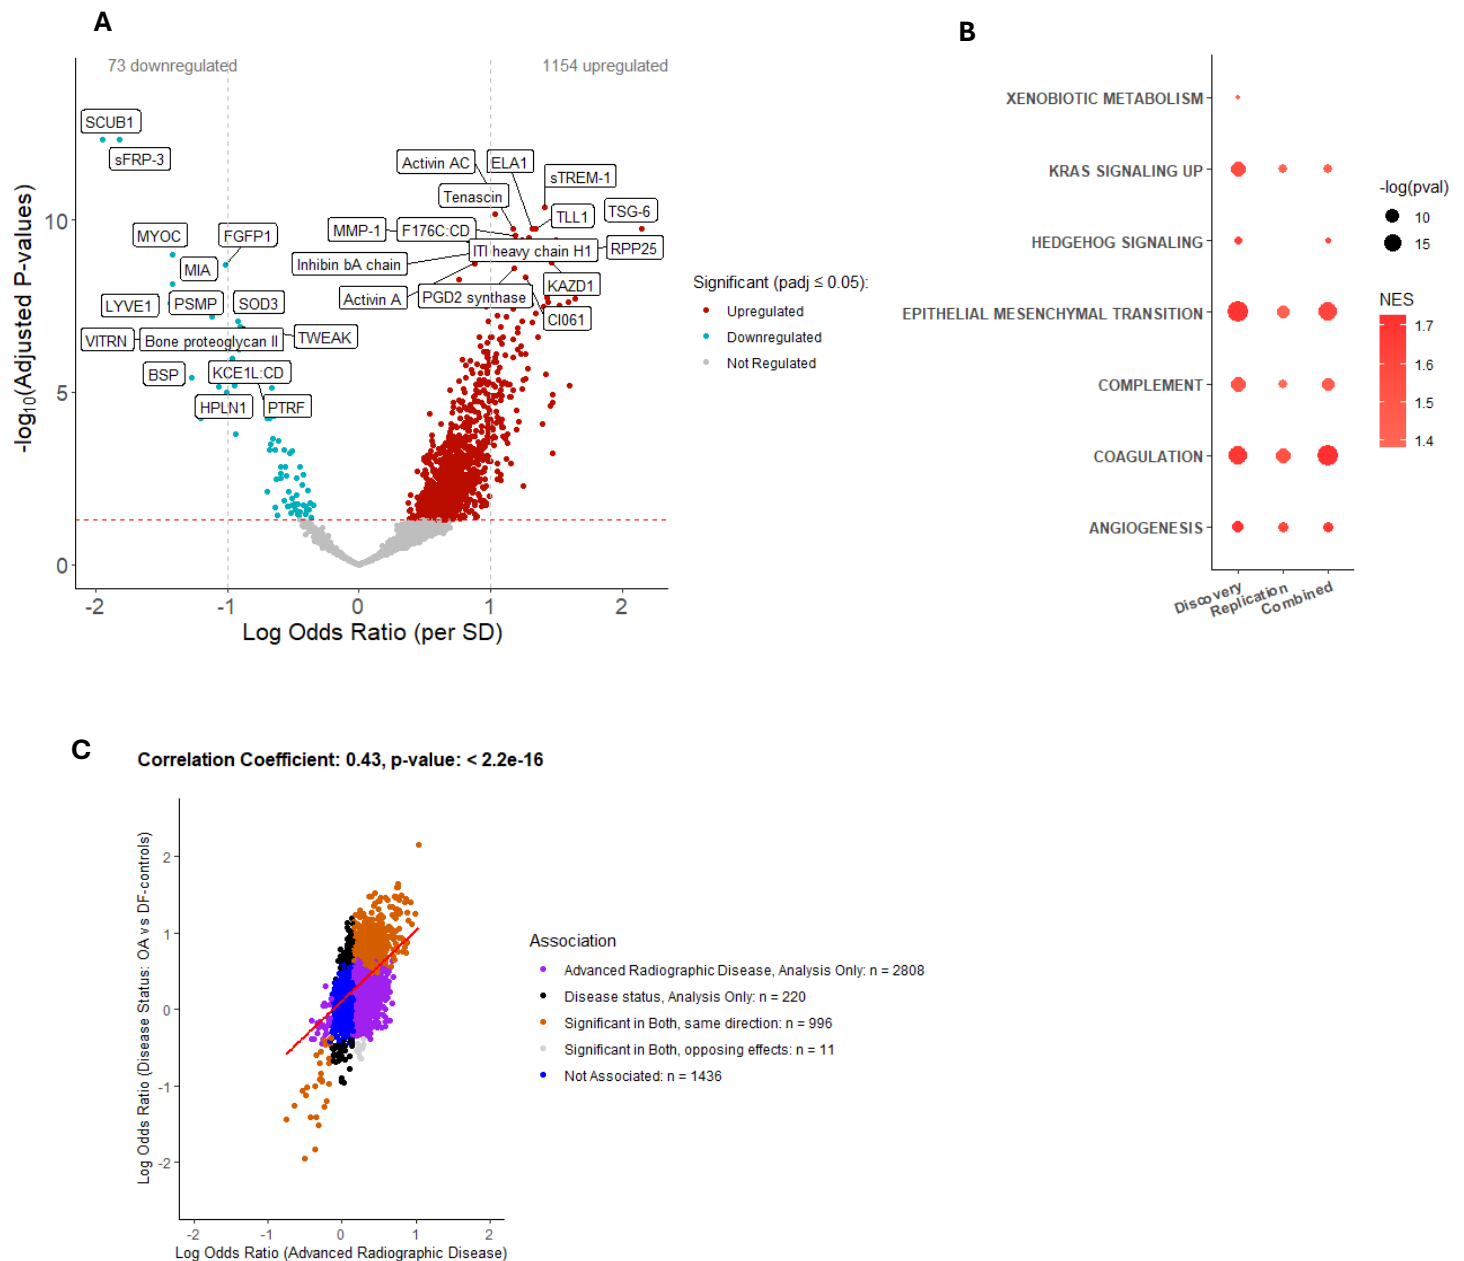 A
73 downregulated
1154 upregulated
SCUB1
sFRP-3
Activin AC
ELA1
sTREM-1
Tenascin
TLL1
TSG-6
MYOC
FGFP1
MMP-1
F176C:CD
ITI heavy chain H1
RPP25
MIA
Inhibin bA chain
KAZD1
LYVE1
PSMP
SOD3
Activin A
PGD2 synthase
CI061
VITRN
Bone proteoglycan II
TWEAK
BSP
KCE1L:CD
HPLN1
PTRF
-log10(Adjusted P-values)
10
5
0
-2
-1
0
1
2
Log Odds Ratio (per SD)
Significant (padj ≤ 0.05):
Upregulated
Downregulated
Not Regulated
B
XENOBIOTIC METABOLISM
KRAS SIGNALING UP
HEDGEHOG SIGNALING
EPITHELIAL MESENCHYMAL TRANSITION
COMPLEMENT
COAGULATION
ANGIOGENESIS
Discovery
Replication
Combined
-log(pval)
10
15
NES
1.7
1.6
1.5
1.4
C
Correlation Coefficient: 0.43, p-value: < 2.2e-16
Log Odds Ratio (Disease Status: OA vs DF-controls)
2
1
0
-1
-2
-2
-1
0
1
2
Log Odds Ratio (Advanced Radiographic Disease)
Association
Advanced Radiographic Disease, Analysis Only: n = 2808
Disease status, Analysis Only: n = 220
Significant in Both, same direction: n = 996
Significant in Both, opposing effects: n = 11
Not Associated: n = 1436